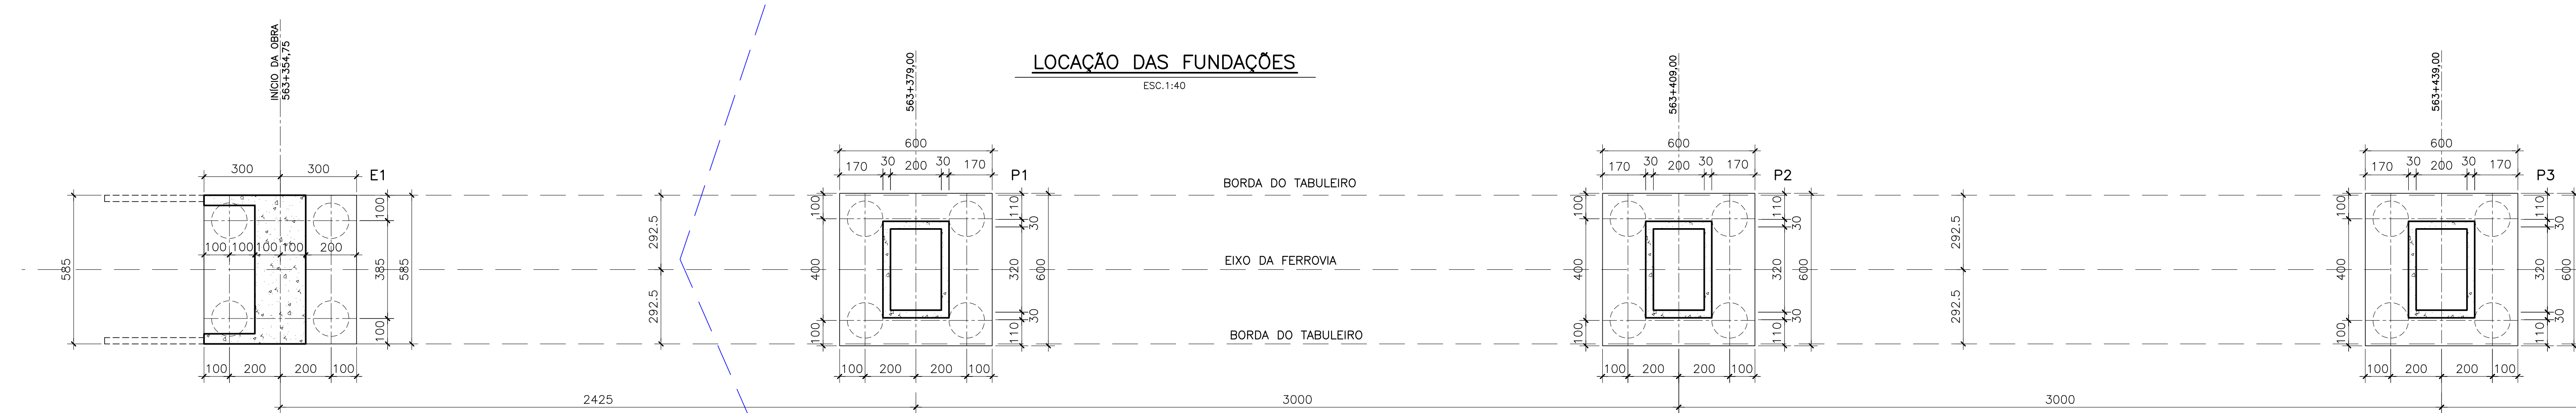 LOCAÇÃO DAS FUNDAÇÕES
ESC.1:40
INÍCIO DA OBRA
563+354,75
563+379,00
563+409,00
563+439,00
E1
300 300
585
100 100 100 100 200
100
385
100
585
100 200 200 100
292.5
292.5
2425
P1
600
170 30 200 30 170
100
400
100
110
30
320
30
110
600
100 200 200 100
BORDA DO TABULEIRO
EIXO DA FERROVIA
BORDA DO TABULEIRO
3000
P2
600
170 30 200 30 170
100
400
100
110
30
320
30
110
600
100 200 200 100
292.5
292.5
3000
P3
600
170 30 200 30 170
100
400
100
110
30
320
30
110
600
100 200 200 100